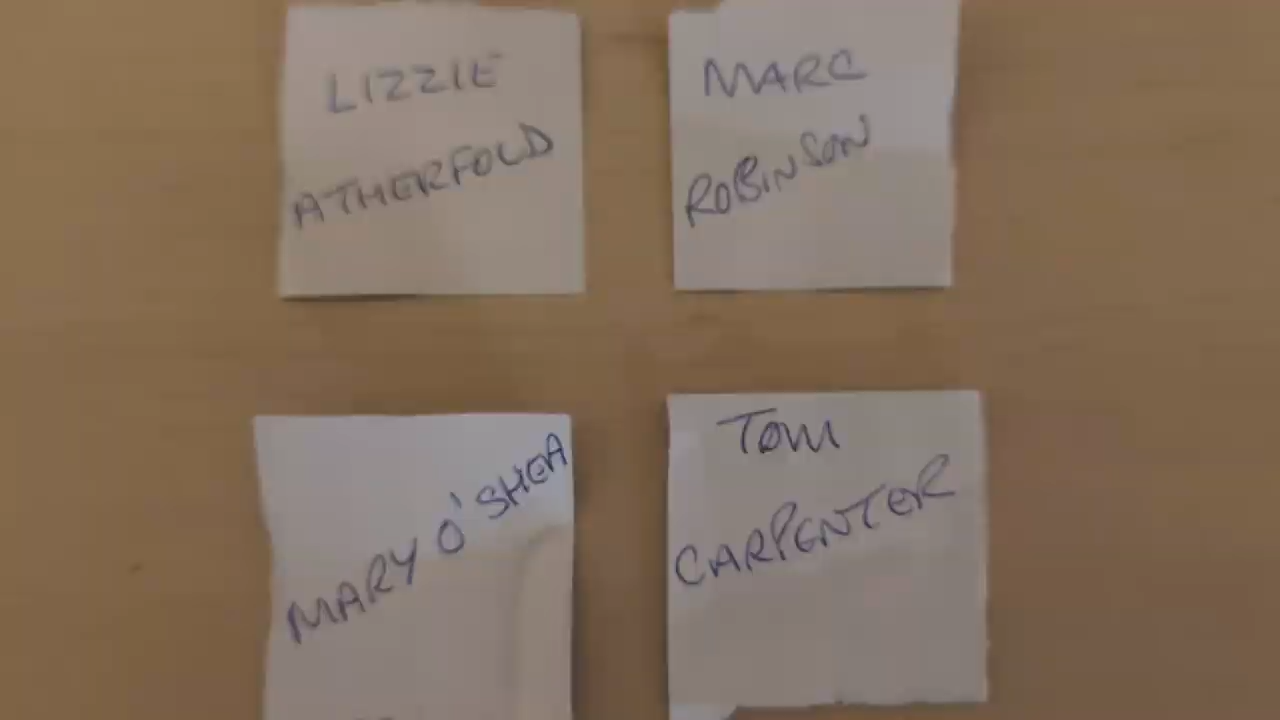 LIZZIE
ATHERFOLD
MARC
ROBINSON
MARY O'SHEA
Tom
CARPENTER